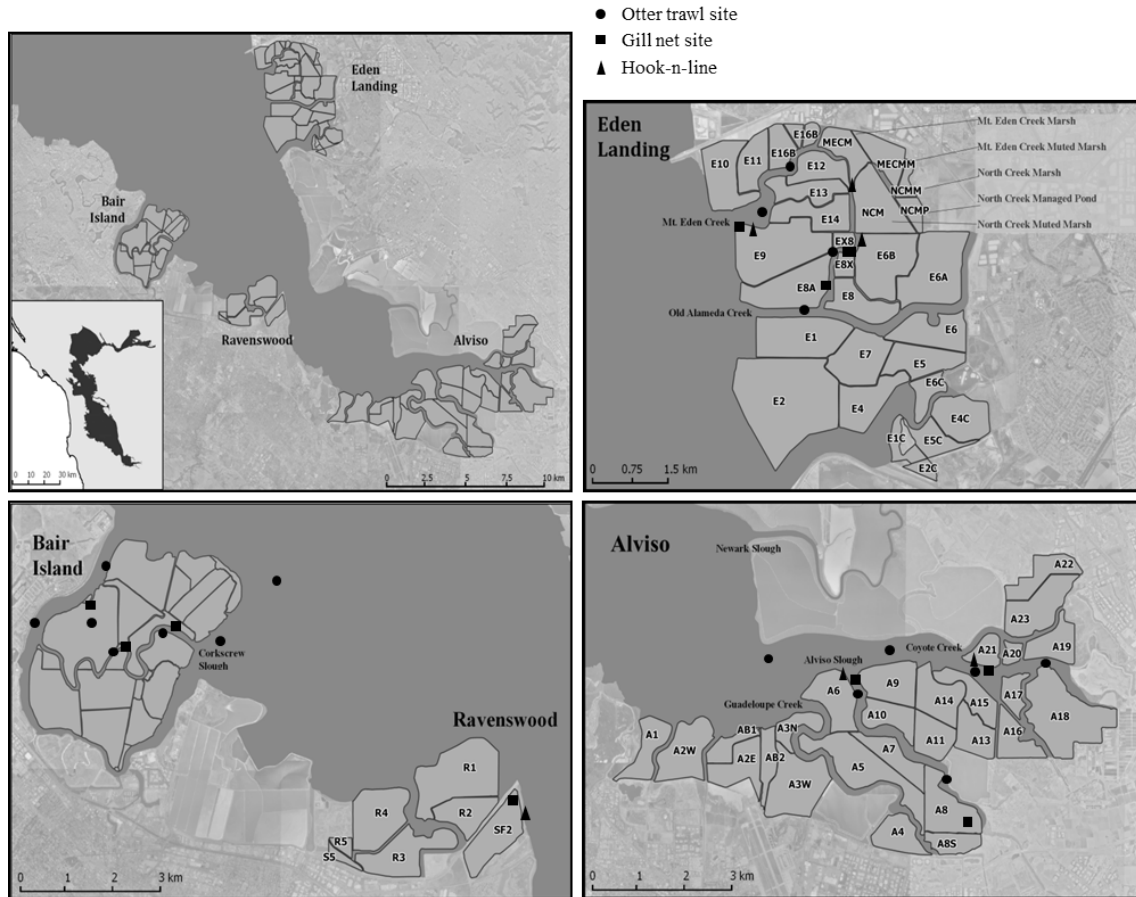 Otter trawl site
Gill net site
Hook-n-line
Eden
Landing
Bair
Island
Ravenswood
Alviso
0 10 20 30 km
0 2.5 5 10 km
Eden
Landing
E10
E11
E16B
E16B
MECM
Mt. Eden Creek Marsh
E12
MECMM
Mt. Eden Creek Muted Marsh
E13
NCMM
North Creek Marsh
E14
NCM
NCMP
North Creek Managed Pond
Mt. Eden Creek
North Creek Muted Marsh
E9
EX8
E8X
E6B
E6A
E8A
E8
Old Alameda Creek
E1
E7
E6
E5
E2
E4
E6C
E4C
E1C
E5C
E2C
0 0.75 1.5 km
Bair
Island
Corkscrew
Slough
Ravenswood
R1
R4
R2
SF2
R5
S5
R3
0 1 2 3 km
Alviso
Newark Slough
A22
A23
Coyote Creek
A21
A20
A19
Alviso Slough
A6
A9
Guadeloupe Creek
A14
A15
A17
A18
A10
A1
A2W
AB1
A3N
A7
A11
A13
A16
A2E
AB2
A3W
A5
A8
A4
A8S
0 1 2 3 km